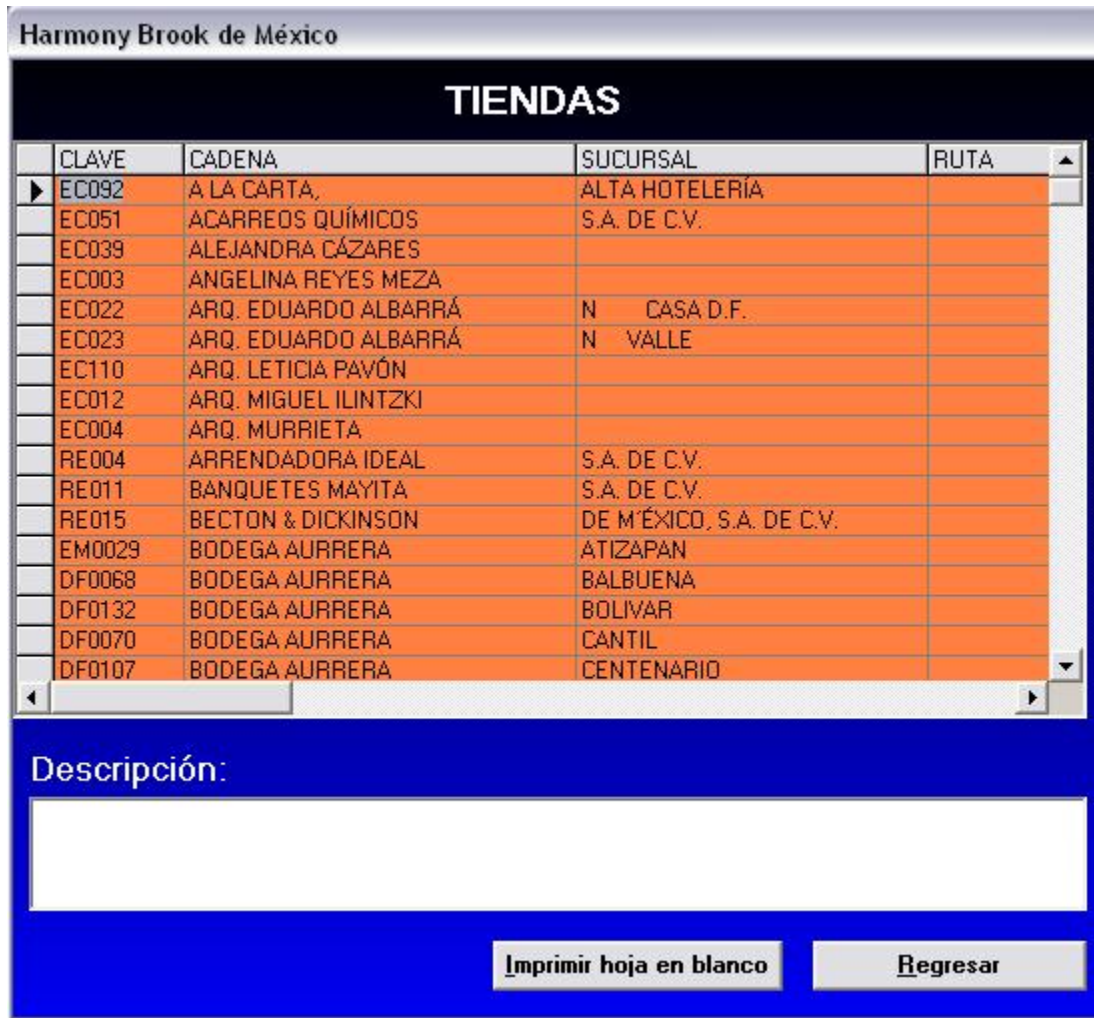 Harmony Brook de México
TIENDAS
CLAVE CADENA SUCURSAL RUTA
EC092 A LA CARTA, ALTA HOTELERÍA
EC051 ACARREOS QUÍMICOS S.A. DE C.V.
EC039 ALEJANDRA CÁZARES
EC003 ANGELINA REYES MEZA
EC022 ARQ. EDUARDO ALBARRÁ N CASA D.F.
EC023 ARQ. EDUARDO ALBARRÁ N VALLE
EC110 ARQ. LETICIA PAVÓN
EC012 ARQ. MIGUEL ILINTZKI
EC004 ARQ. MURRIETA
RE004 ARRENDADORA IDEAL S.A. DE C.V.
RE011 BANQUETES MAYITA S.A. DE C.V.
RE015 BECTON & DICKINSON DE M´ÉXICO, S.A. DE C.V.
EM0029 BODEGA AURRERA ATIZAPAN
DF0068 BODEGA AURRERA BALBUENA
DF0132 BODEGA AURRERA BOLIVAR
DF0070 BODEGA AURRERA CANTIL
DF0107 BODEGA AURRERA CENTENARIO
Descripción:
Imprimir hoja en blanco Regresar